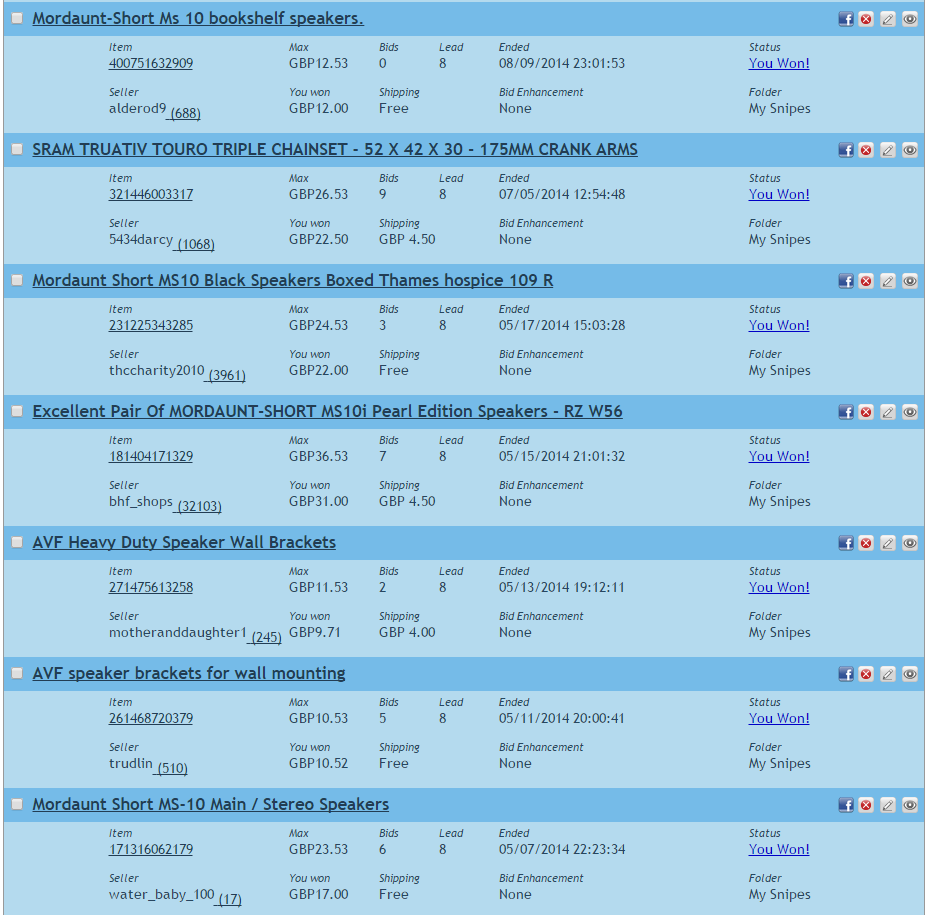 Mordaunt-Short Ms 10 bookshelf speakers.
Item Max Bids Lead Ended Status
400751632909 GBP12.53 0 8 08/09/2014 23:01:53 You Won!
Seller You won Shipping Bid Enhancement Folder
alderod9 (688) GBP12.00 Free None My Snipes
SRAM TRUATIV TOURO TRIPLE CHAINSET - 52 X 42 X 30 - 175MM CRANK ARMS
Item Max Bids Lead Ended Status
321446003317 GBP26.53 9 8 07/05/2014 12:54:48 You Won!
Seller You won Shipping Bid Enhancement Folder
5434darcy (1068) GBP22.50 GBP 4.50 None My Snipes
Mordaunt Short MS10 Black Speakers Boxed Thames hospice 109 R
Item Max Bids Lead Ended Status
231225343285 GBP24.53 3 8 05/17/2014 15:03:28 You Won!
Seller You won Shipping Bid Enhancement Folder
thccharity2010 (3961) GBP22.00 Free None My Snipes
Excellent Pair Of MORDAUNT-SHORT MS10i Pearl Edition Speakers - RZ W56
Item Max Bids Lead Ended Status
181404171329 GBP36.53 7 8 05/15/2014 21:01:32 You Won!
Seller You won Shipping Bid Enhancement Folder
bhf_shops (32103) GBP31.00 GBP 4.50 None My Snipes
AVF Heavy Duty Speaker Wall Brackets
Item Max Bids Lead Ended Status
271475613258 GBP11.53 2 8 05/13/2014 19:12:11 You Won!
Seller You won Shipping Bid Enhancement Folder
motheranddaughter1 (245) GBP9.71 GBP 4.00 None My Snipes
AVF speaker brackets for wall mounting
Item Max Bids Lead Ended Status
261468720379 GBP10.53 5 8 05/11/2014 20:00:41 You Won!
Seller You won Shipping Bid Enhancement Folder
trudlin (510) GBP10.52 Free None My Snipes
Mordaunt Short MS-10 Main / Stereo Speakers
Item Max Bids Lead Ended Status
171316062179 GBP23.53 6 8 05/07/2014 22:23:34 You Won!
Seller You won Shipping Bid Enhancement Folder
water_baby_100 (17) GBP17.00 Free None My Snipes